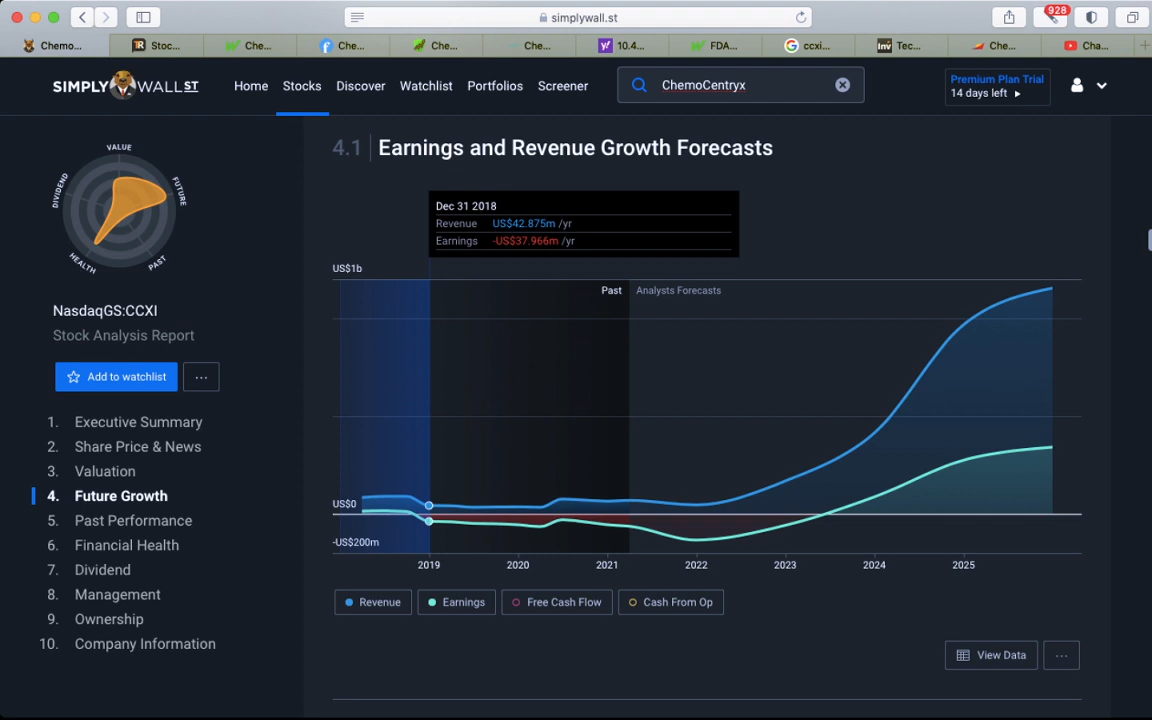 928
simplywall.st
Chemo...
Stoc...
Che...
Che...
Che...
Che...
10.4...
FDA...
ccxi...
Inv Tec...
Che...
Cha...
SIMPLY WALL ST
Home
Stocks
Discover
Watchlist
Portfolios
Screener
ChemoCentryx
Premium Plan Trial
14 days left
VALUE
FUTURE
PAST
HEALTH
DIVIDEND
NasdaqGS:CCXI
Stock Analysis Report
Add to watchlist
...
1. Executive Summary
2. Share Price & News
3. Valuation
4. Future Growth
5. Past Performance
6. Financial Health
7. Dividend
8. Management
9. Ownership
10. Company Information
4.1 Earnings and Revenue Growth Forecasts
Dec 31 2018
Revenue US$42.875m /yr
Earnings -US$37.966m /yr
US$1b
Past Analysts Forecasts
US$0
-US$200m
2019 2020 2021 2022 2023 2024 2025
Revenue
Earnings
Free Cash Flow
Cash From Op
View Data
...